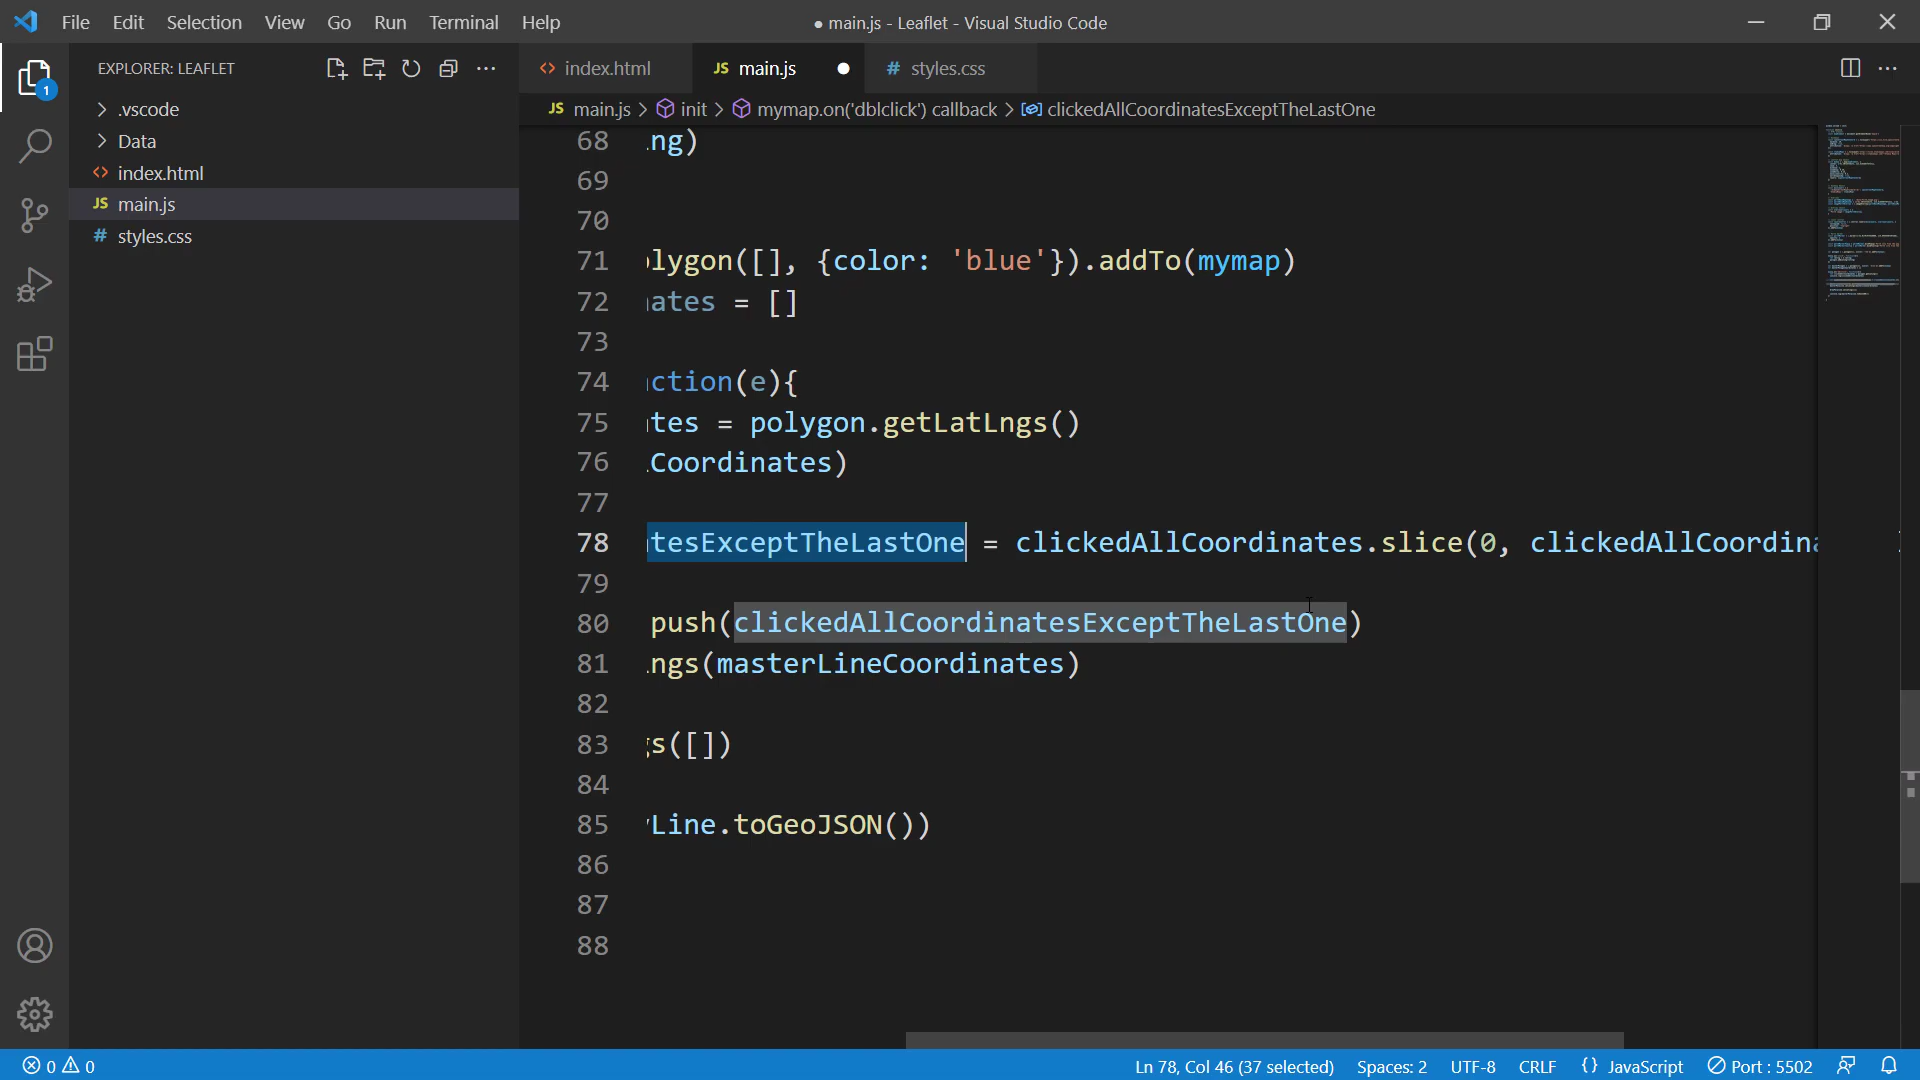 File Edit Selection View Go Run Terminal Help
● main.js - Leaflet - Visual Studio Code
EXPLORER: LEAFLET
1
.vscode
Data
<> index.html
JS main.js
# styles.css
<> index.html
JS main.js ●
# styles.css
JS main.js > init > mymap.on('dblclick') callback > clickedAllCoordinatesExceptTheLastOne
68 ng)
69
70
71 lygon([], {color: 'blue'}).addTo(mymap)
72 ates = []
73
74 ction(e){
75 tes = polygon.getLatLngs()
76 Coordinates)
77
78 tesExceptTheLastOne = clickedAllCoordinates.slice(0, clickedAllCoordina
79
80 push(clickedAllCoordinatesExceptTheLastOne)
81 ngs(masterLineCoordinates)
82
83 s([])
84
85 Line.toGeoJSON())
86
87
88
0 0
Ln 78, Col 46 (37 selected) Spaces: 2 UTF-8 CRLF {} JavaScript Port : 5502